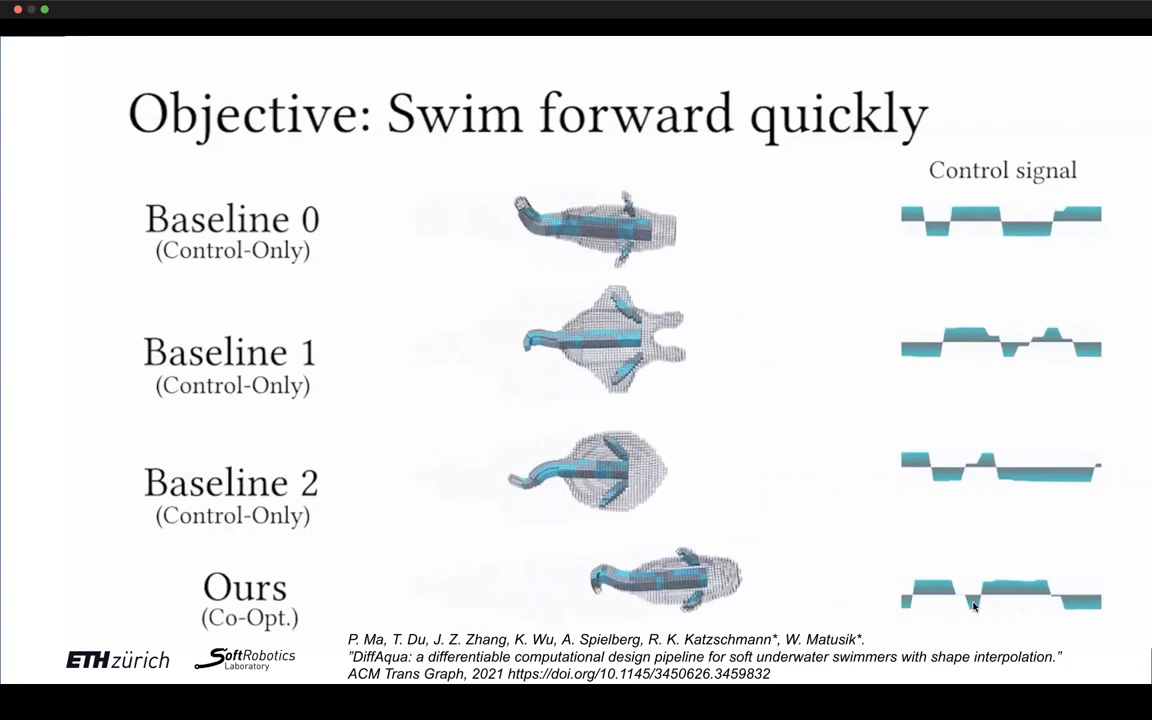 Objective: Swim forward quickly
Control signal
Baseline 0
(Control-Only)
Baseline 1
(Control-Only)
Baseline 2
(Control-Only)
Ours
(Co-Opt.)
P. Ma, T. Du, J. Z. Zhang, K. Wu, A. Spielberg, R. K. Katzschmann*, W. Matusik*.
"DiffAqua: a differentiable computational design pipeline for soft underwater swimmers with shape interpolation."
ACM Trans Graph, 2021 https://doi.org/10.1145/3450626.3459832
ETH zürich
Soft Robotics
Laboratory